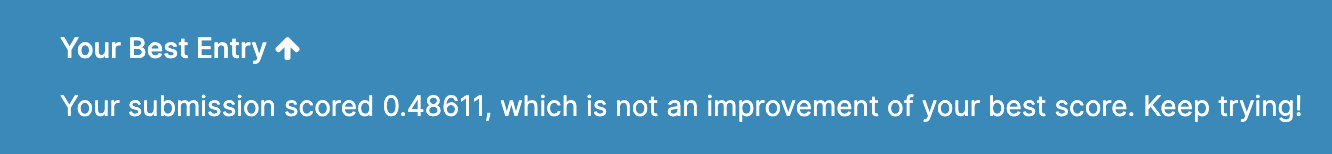 Your Best Entry
Your submission scored 0.48611, which is not an improvement of your best score. Keep trying!